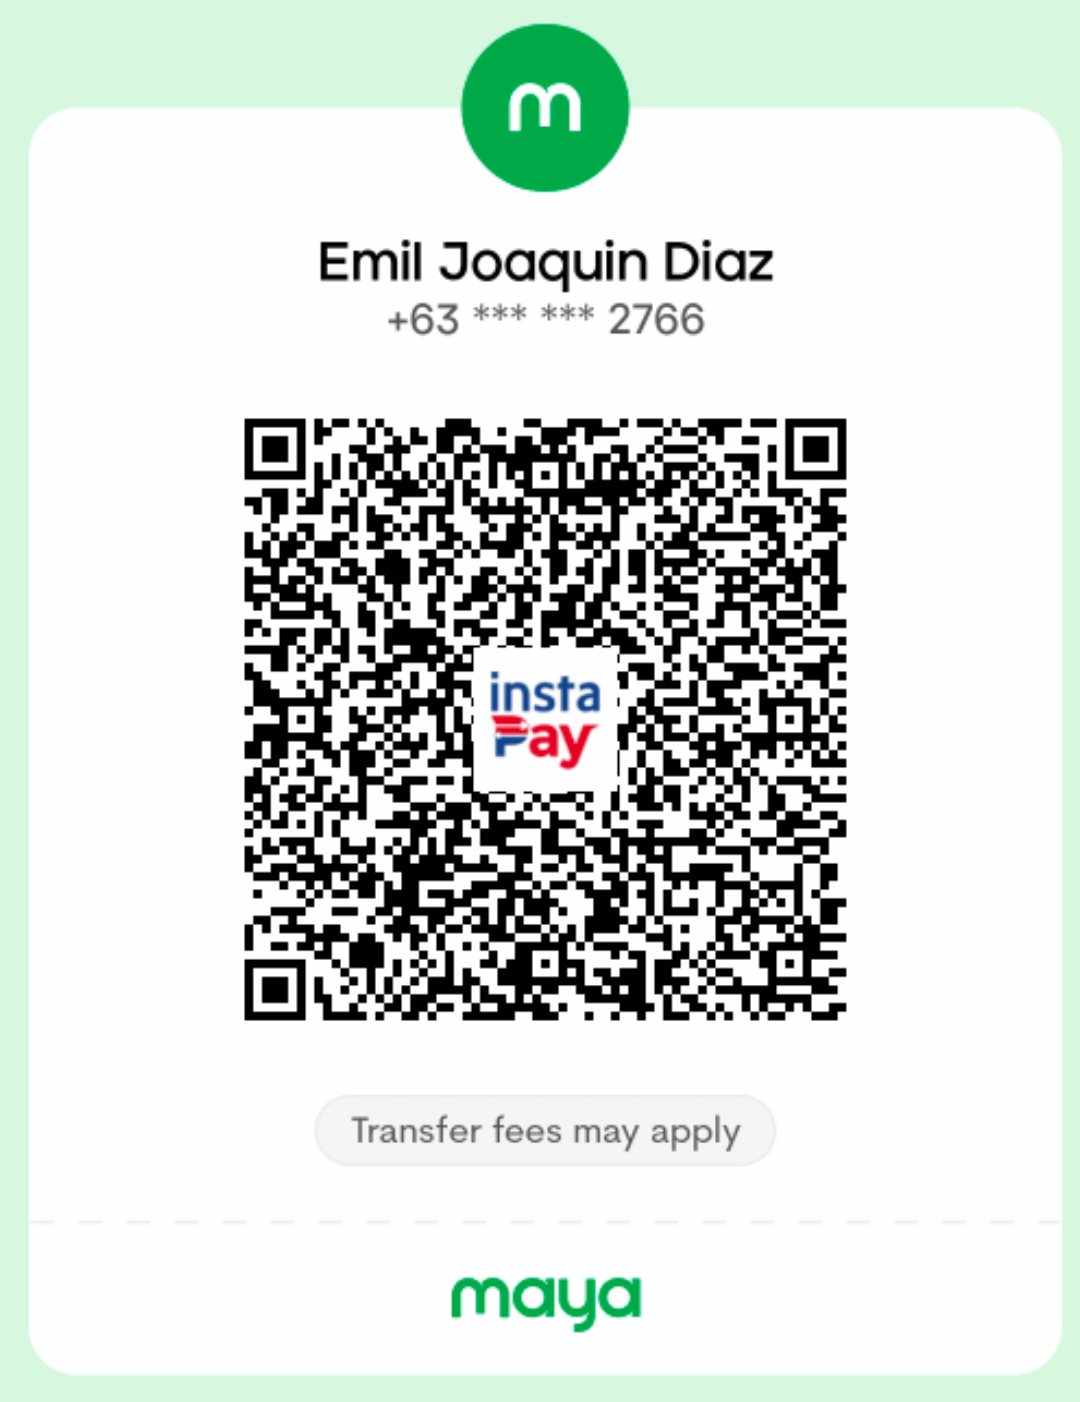 m
Emil Joaquin Diaz
+63 *** *** 2766
insta
Pay
Transfer fees may apply
maya